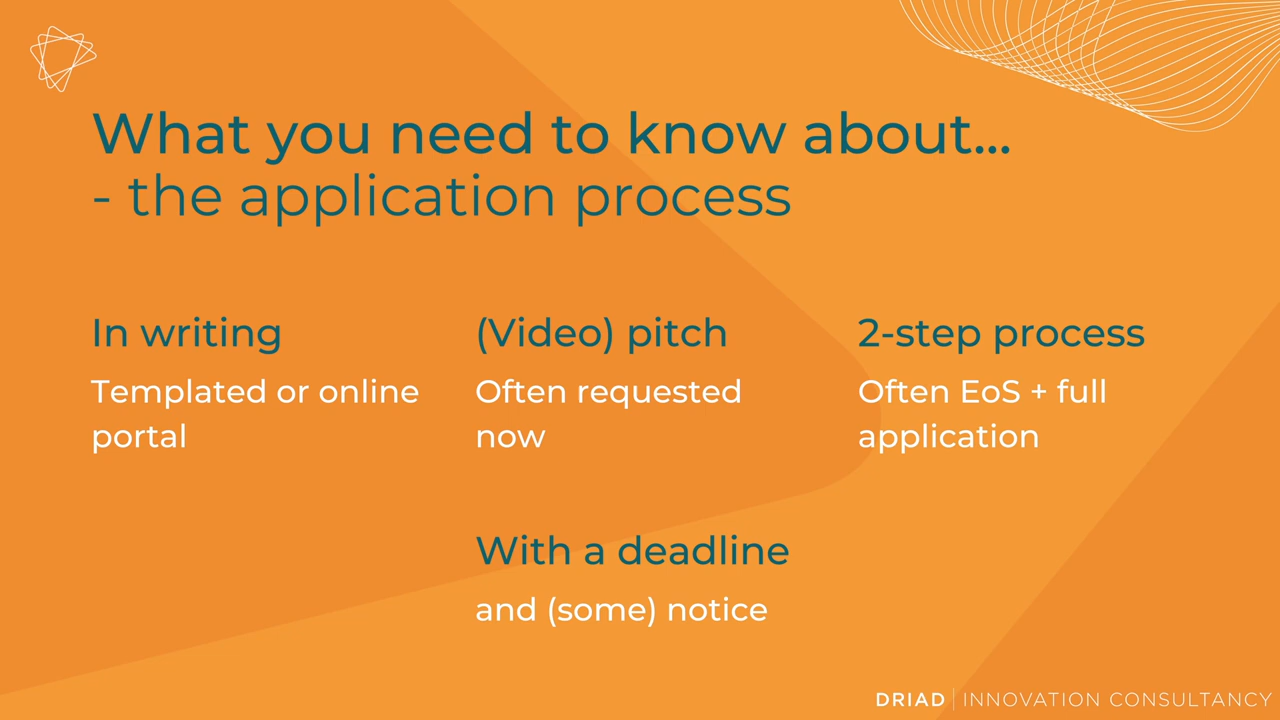 What you need to know about...
- the application process
In writing
Templated or online
portal
(Video) pitch
Often requested
now
2-step process
Often EoS + full
application
With a deadline
and (some) notice
DRIAD | INNOVATION CONSULTANCY